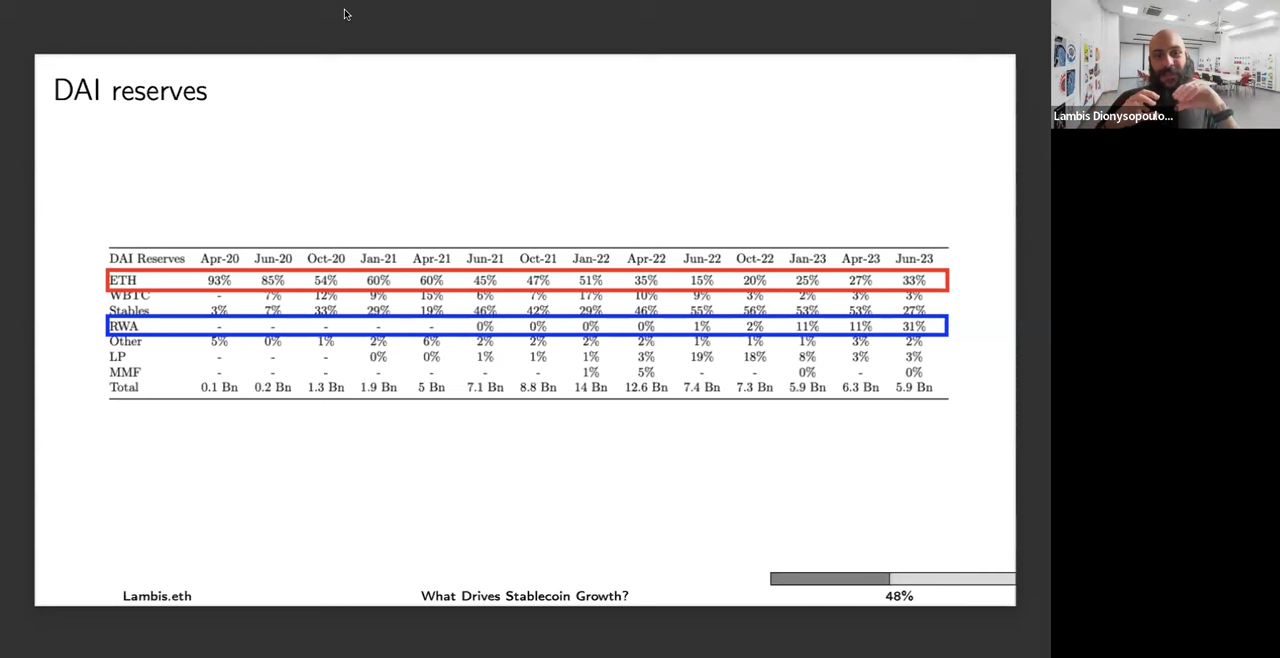 DAI reserves
Lambis Dionysopoulo...
DAI Reserves Apr-20 Jun-20 Oct-20 Jan-21 Apr-21 Jun-21 Oct-21 Jan-22 Apr-22 Jun-22 Oct-22 Jan-23 Apr-23 Jun-23
ETH 93% 85% 54% 60% 60% 45% 47% 51% 35% 15% 20% 25% 27% 33%
WBTC - 7% 12% 9% 15% 6% 7% 17% 10% 9% 3% 2% 3% 3%
Stables 3% 7% 33% 29% 19% 46% 42% 29% 46% 55% 56% 53% 53% 27%
RWA - - - - - 0% 0% 0% 0% 1% 2% 11% 11% 31%
Other 5% 0% 1% 2% 6% 2% 2% 2% 2% 1% 1% 1% 3% 2%
LP - - - 0% 0% 1% 1% 1% 3% 19% 18% 8% 3% 3%
MMF - - - - - - - 1% 5% - - 0% - 0%
Total 0.1 Bn 0.2 Bn 1.3 Bn 1.9 Bn 5 Bn 7.1 Bn 8.8 Bn 14 Bn 12.6 Bn 7.4 Bn 7.3 Bn 5.9 Bn 6.3 Bn 5.9 Bn
Lambis.eth What Drives Stablecoin Growth? 48%